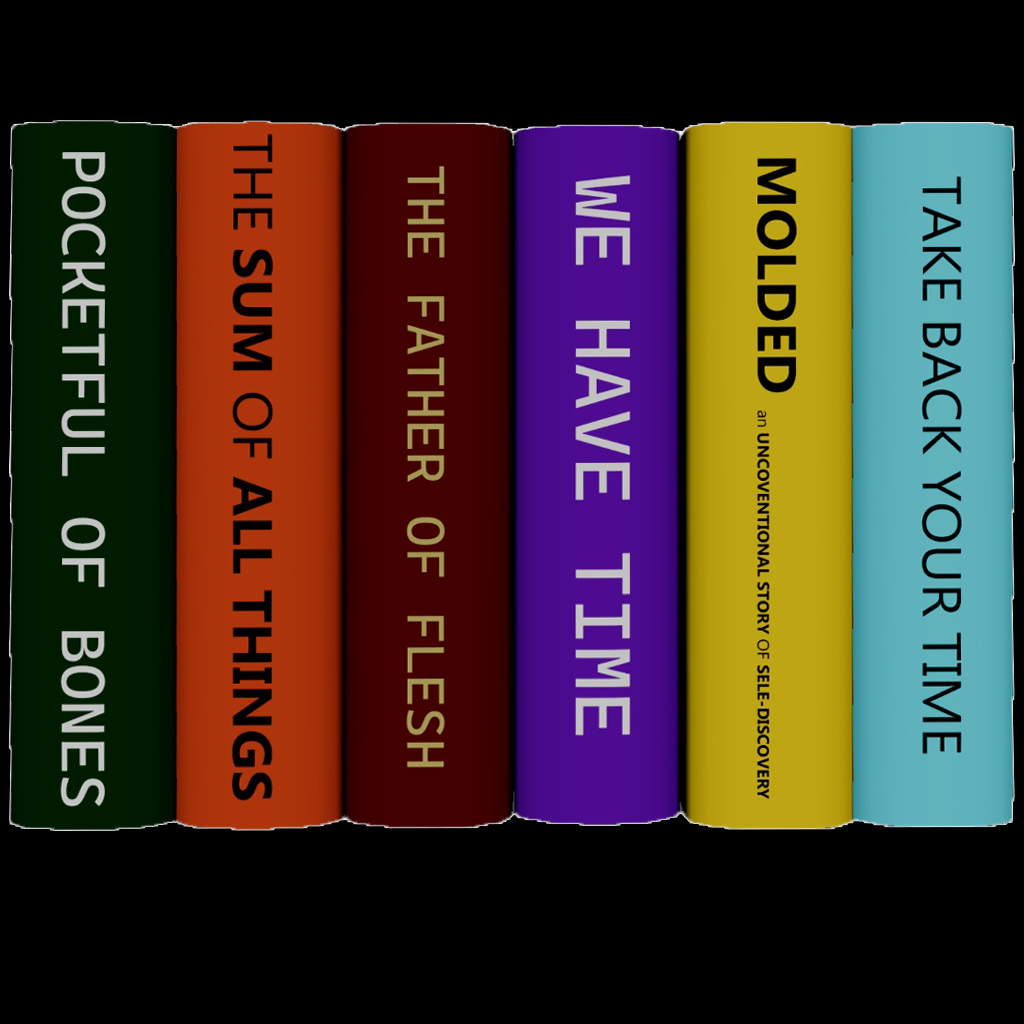 POCKETFUL OF BONES
THE SUM OF ALL THINGS
THE FATHER OF FLESH
WE HAVE TIME
MOLDED
an UNCOVENTIONAL STORY OF SELE-DISCOVERY
TAKE BACK YOUR TIME